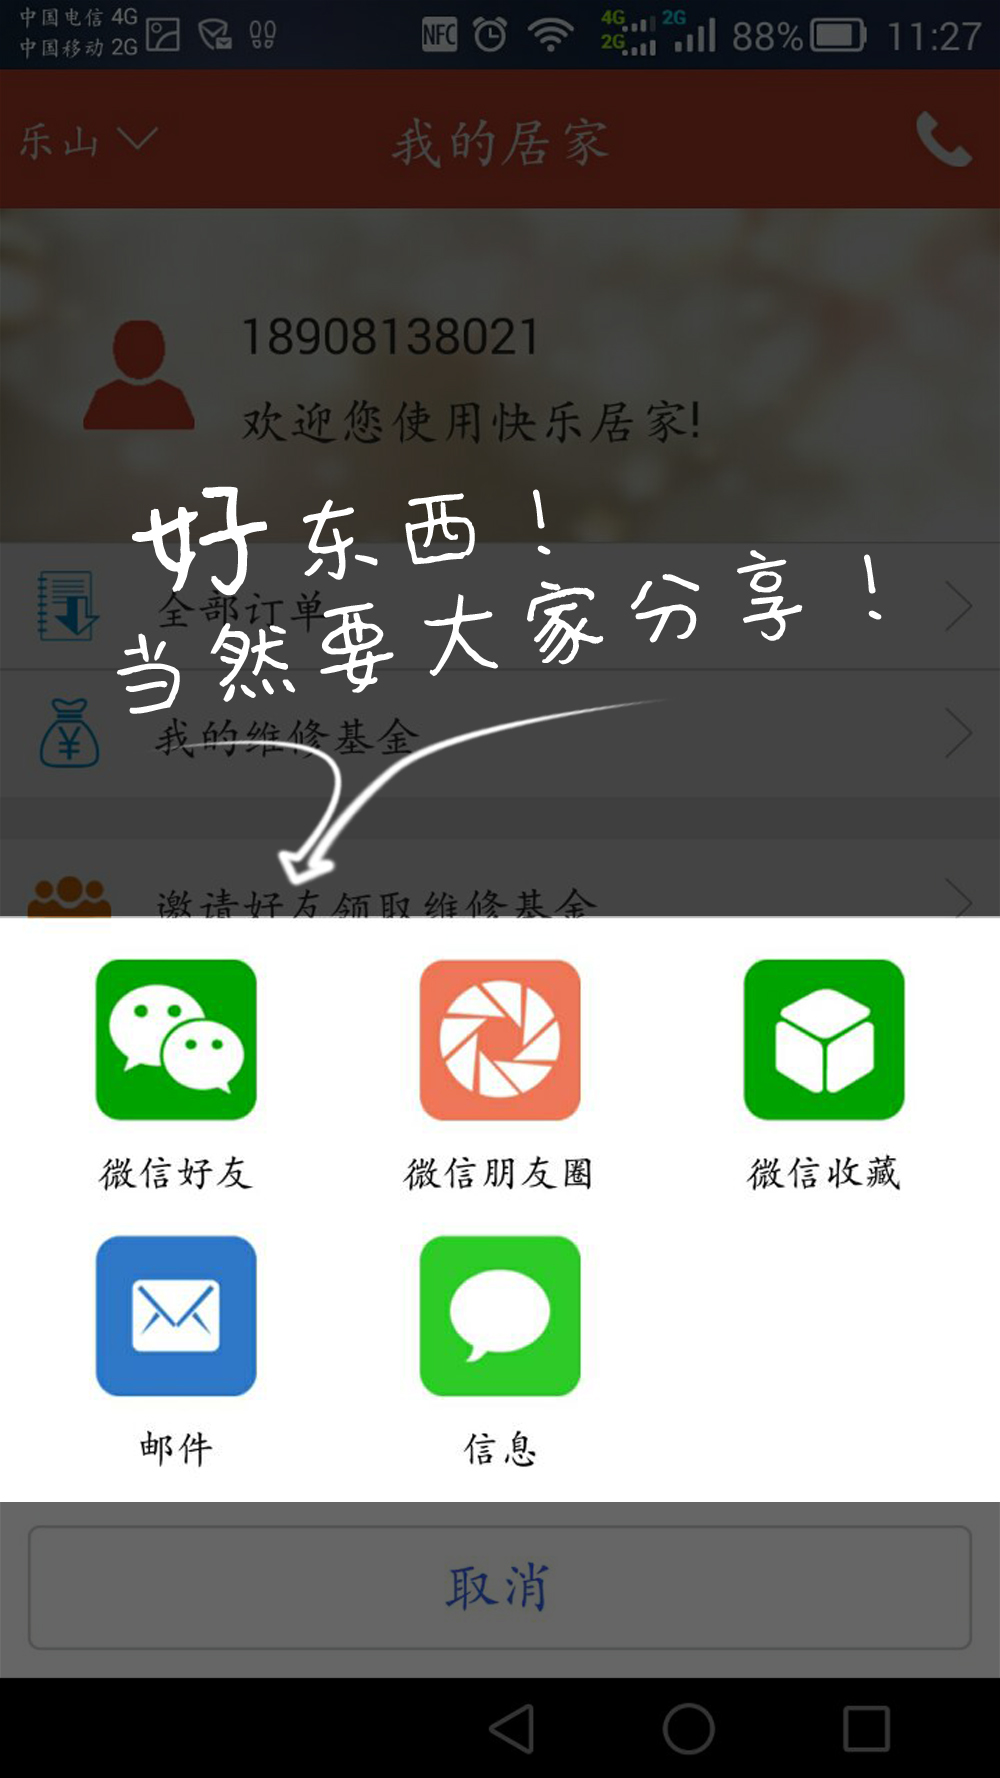 中国电信 4G
中国移动 2G
NFC
4G 2G
2G
88%
11:27
乐山
我的居家
18908138021
欢迎您使用快乐居家!
好东西！
全部订单
当然要大家分享！
我的维修基金
邀请好友领取维修基金
微信好友 微信朋友圈 微信收藏
邮件 信息
取消